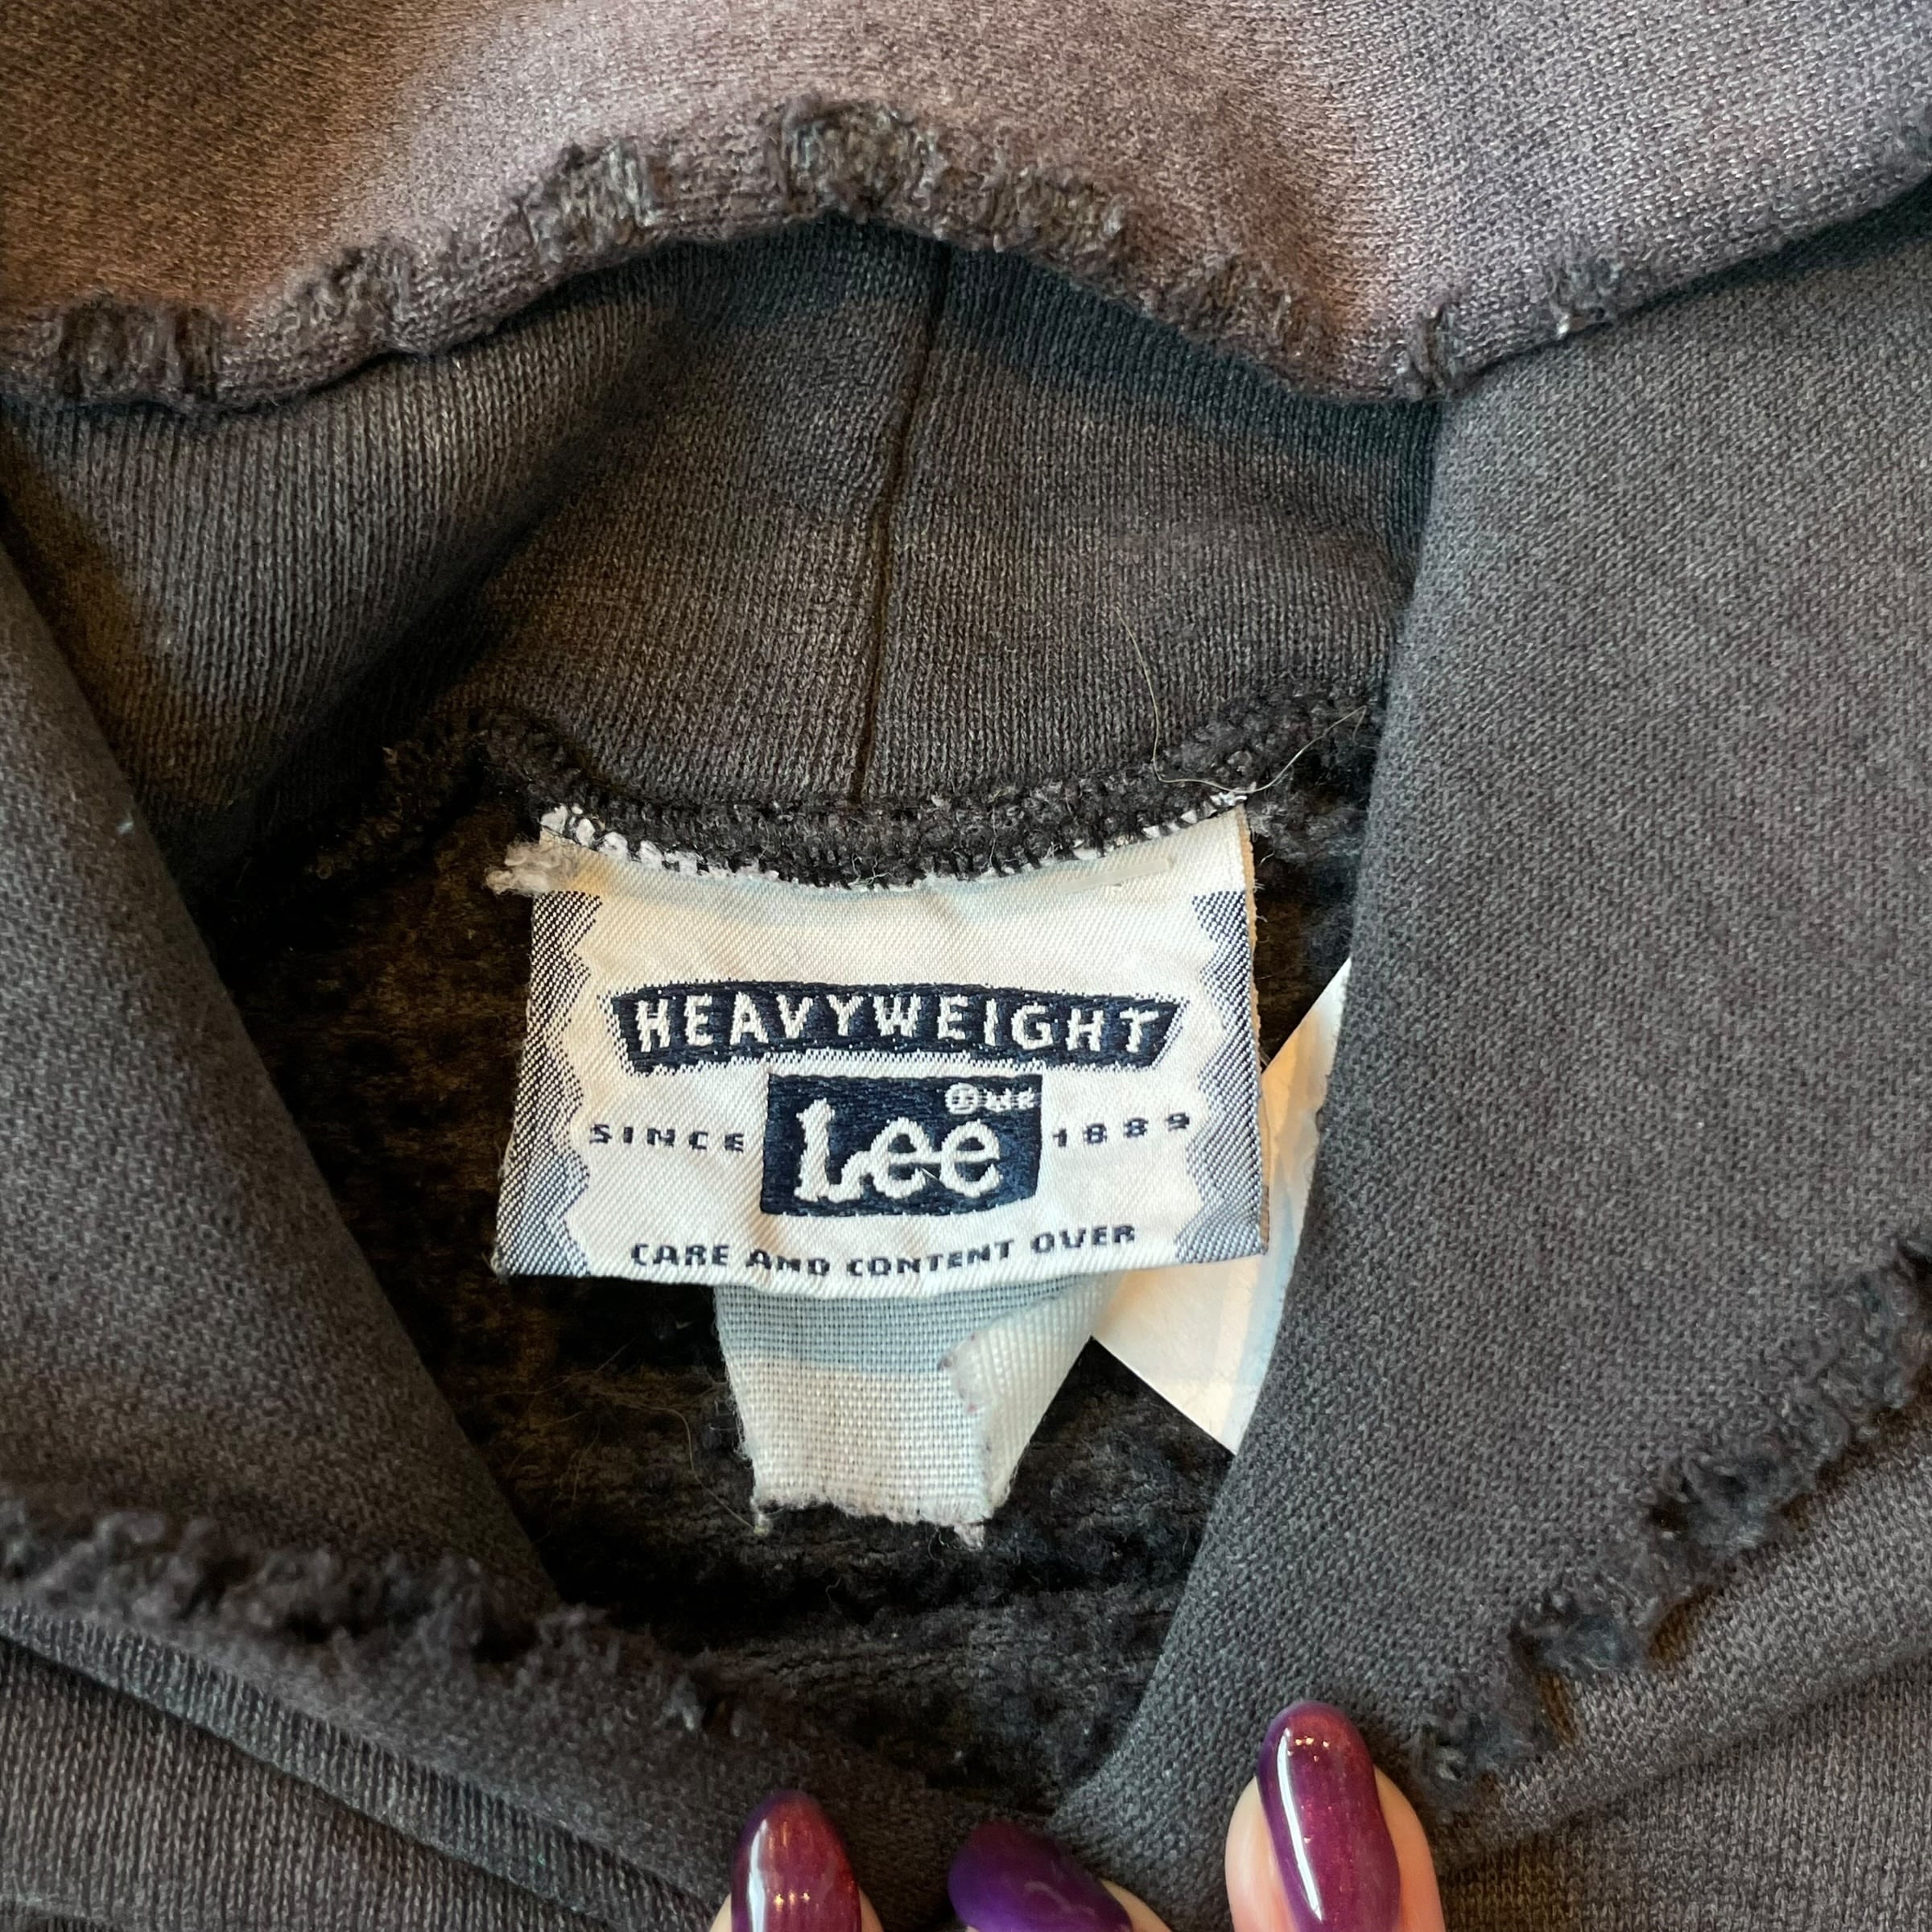 HEAVYWEIGHT
SINCE Lee 1889
CARE AND CONTENT OVER